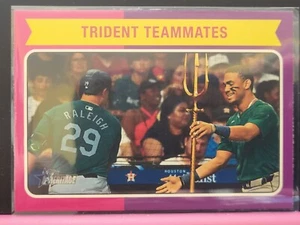 TRIDENT TEAMMATES
RALEIGH
29
HOUSTON